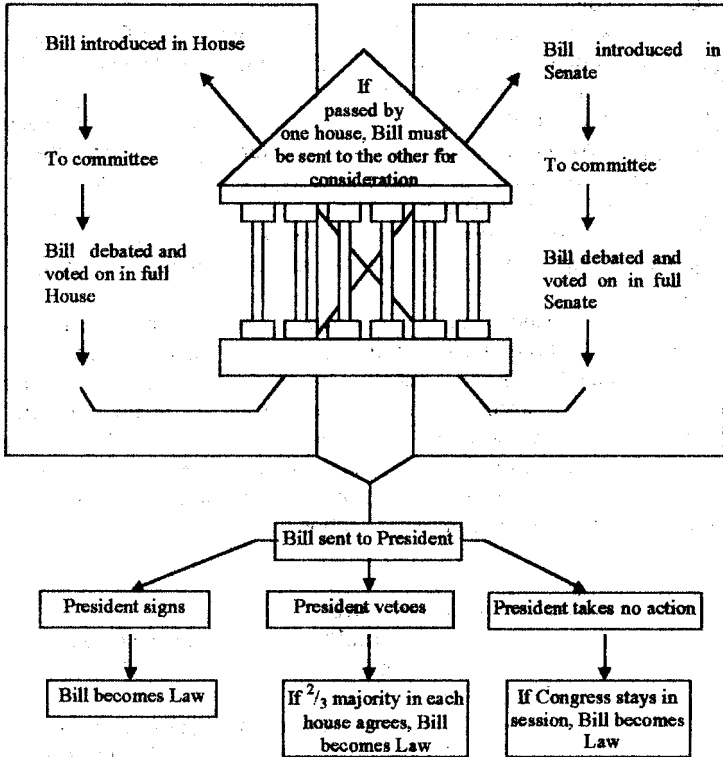 Bill introduced in House
To committee
Bill debated and
voted on in full
House
If
passed by
one house, Bill must
be sent to the other for
consideration
Bill introduced in
Senate
To committee
Bill debated and
voted on in full
Senate
Bill sent to President
President signs
President vetoes
President takes no action
Bill becomes Law
If 2/3 majority in each
house agrees, Bill
becomes Law
If Congress stays in
session, Bill becomes
Law